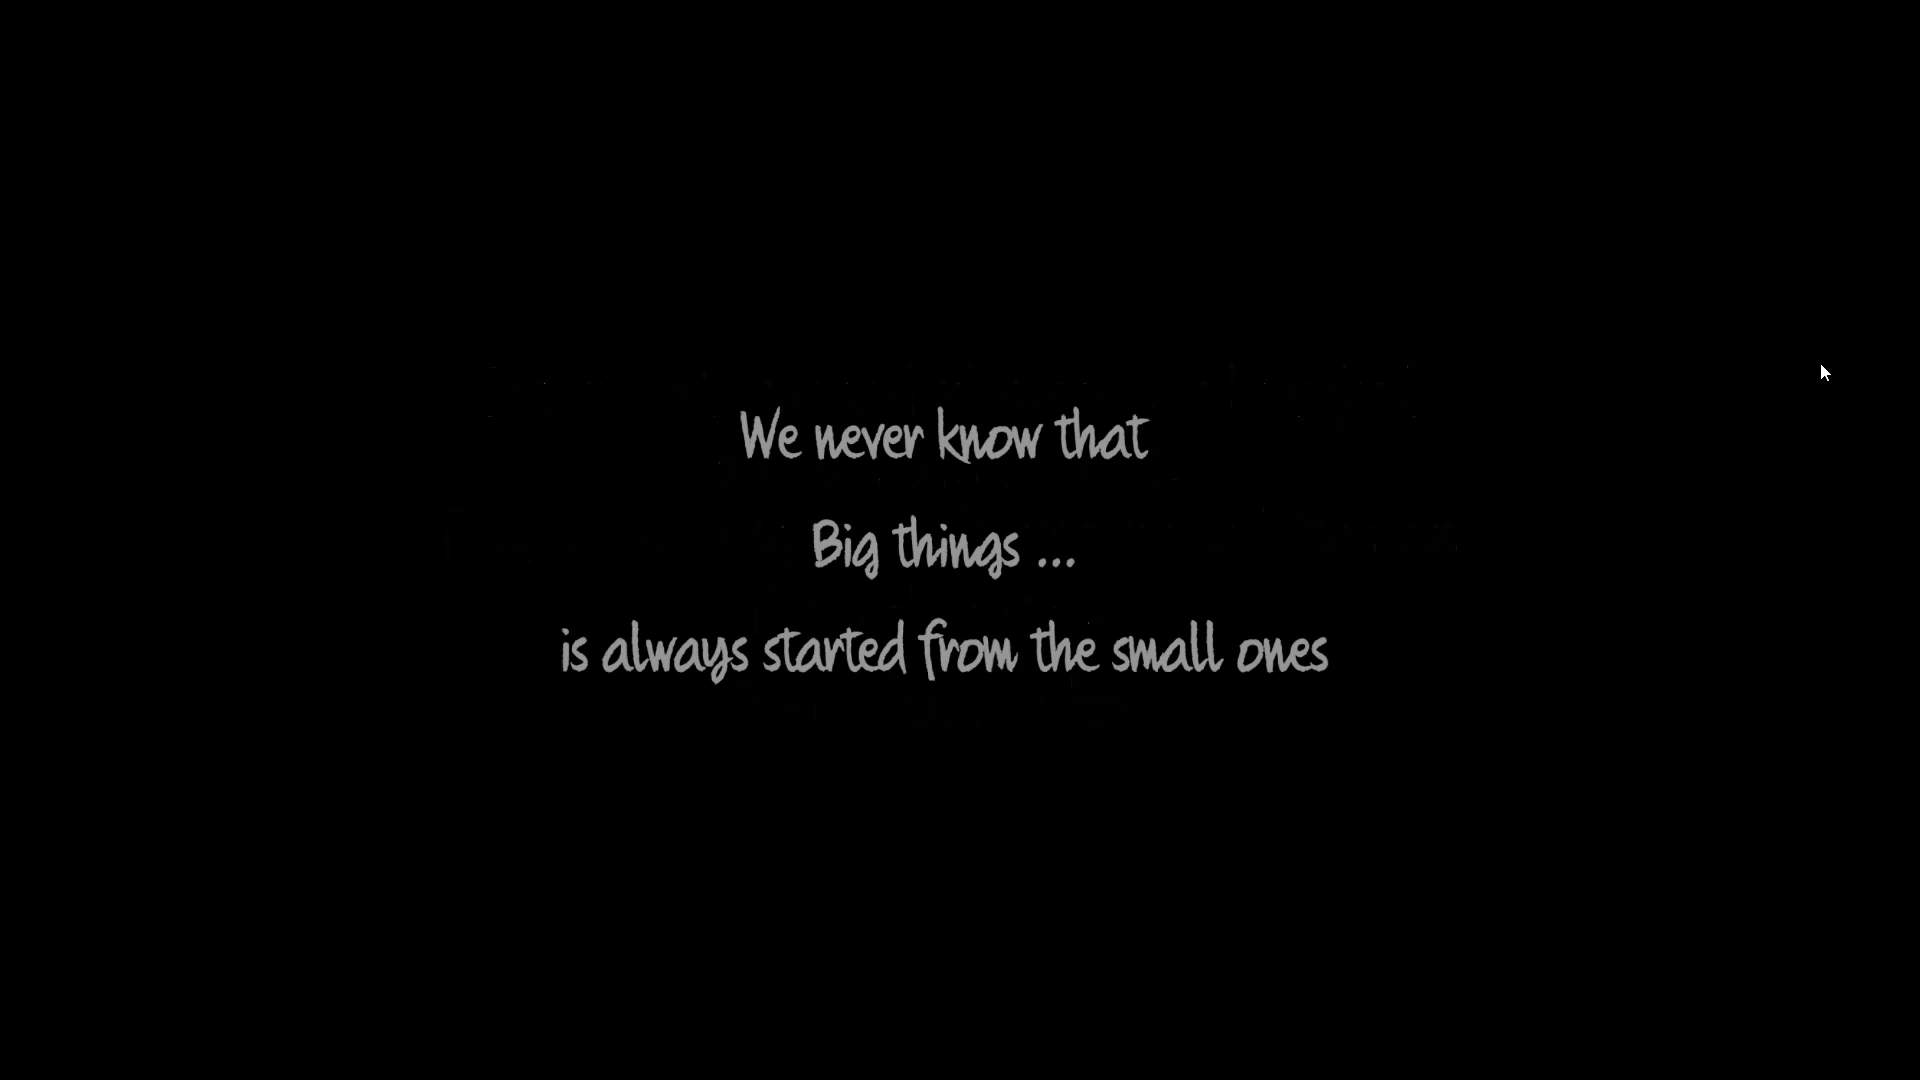 We never know that
Big things ...
is always started from the small ones